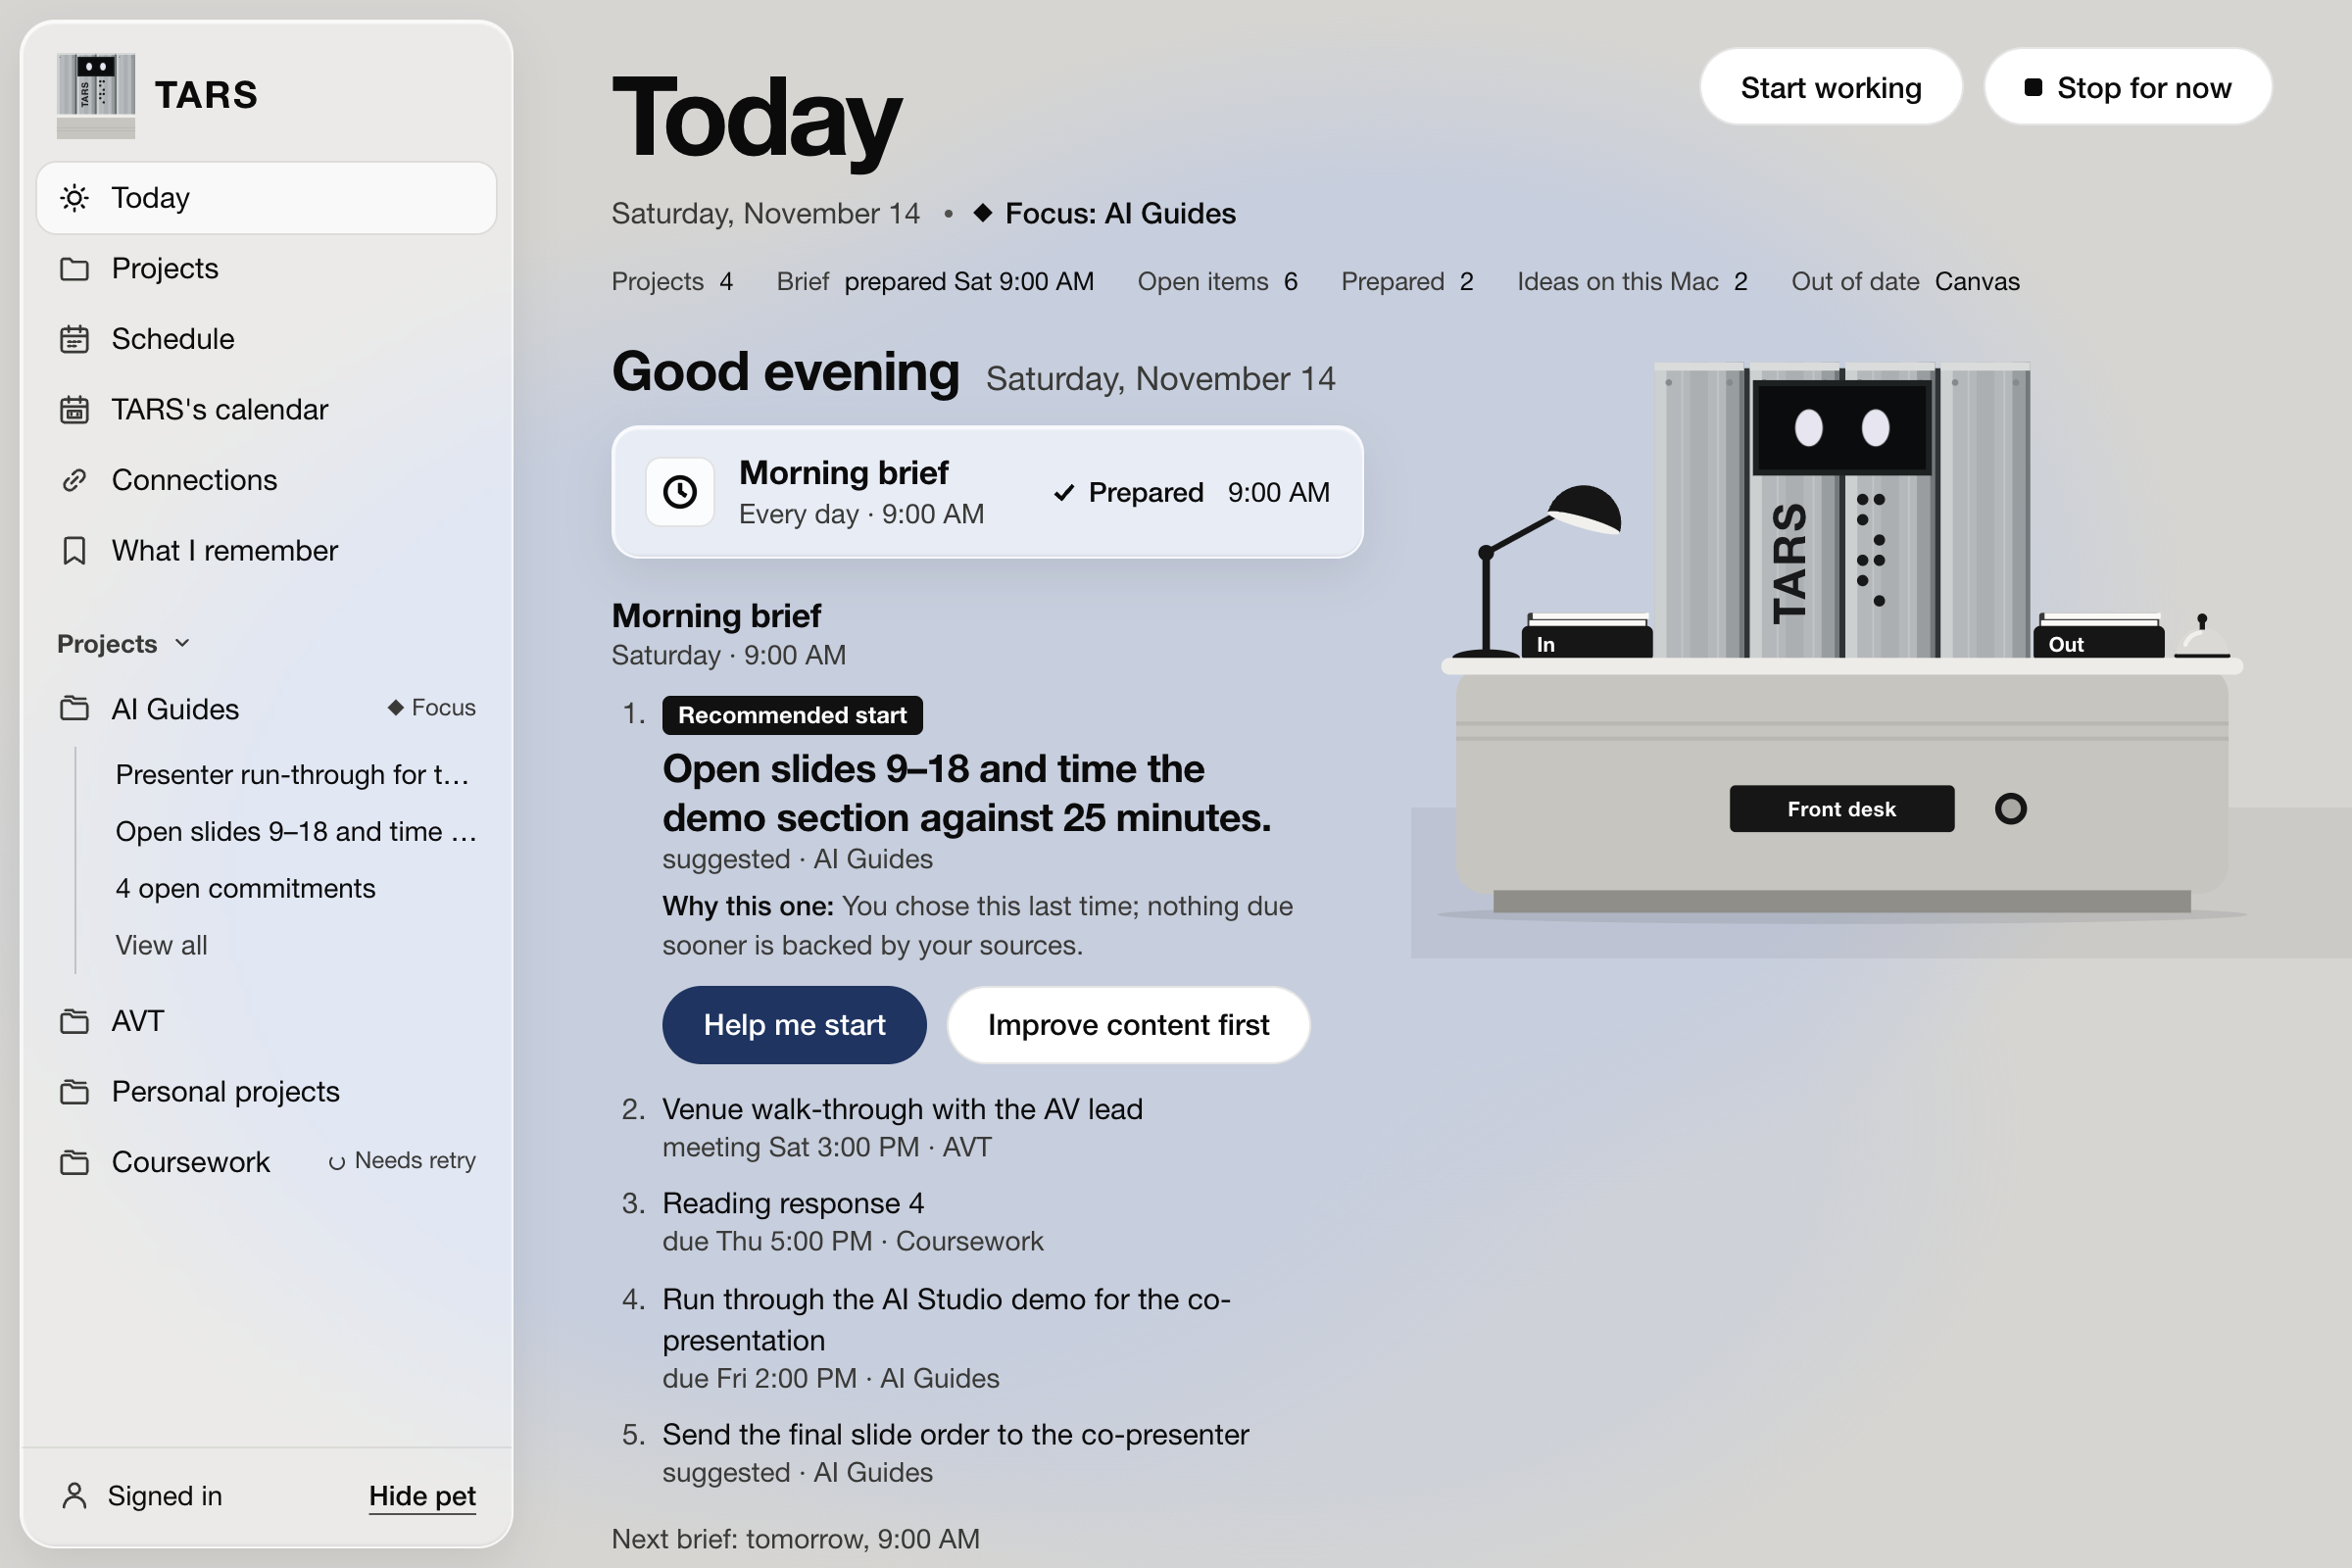 TARS
TARS
Today
Projects
Schedule
TARS's calendar
Connections
What I remember
Projects
AI Guides
Focus
Presenter run-through for t…
Open slides 9–18 and time …
4 open commitments
View all
AVT
Personal projects
Coursework
Needs retry
Signed in
Hide pet
Today
Start working
Stop for now
Saturday, November 14 • Focus: AI Guides
Projects 4 Brief prepared Sat 9:00 AM Open items 6 Prepared 2 Ideas on this Mac 2 Out of date Canvas
Good evening Saturday, November 14
Morning brief
Every day · 9:00 AM
Prepared 9:00 AM
Morning brief
Saturday · 9:00 AM
1. Recommended start
Open slides 9–18 and time the
demo section against 25 minutes.
suggested · AI Guides
Why this one: You chose this last time; nothing due
sooner is backed by your sources.
Help me start
Improve content first
2. Venue walk-through with the AV lead
meeting Sat 3:00 PM · AVT
3. Reading response 4
due Thu 5:00 PM · Coursework
4. Run through the AI Studio demo for the co-
presentation
due Fri 2:00 PM · AI Guides
5. Send the final slide order to the co-presenter
suggested · AI Guides
Next brief: tomorrow, 9:00 AM
TARS
In
Out
Front desk